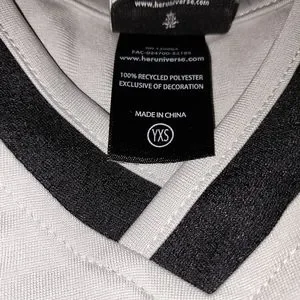 www.heruniverse.com
100% RECYCLED POLYESTER
EXCLUSIVE OF DECORATION
MADE IN CHINA
YXS